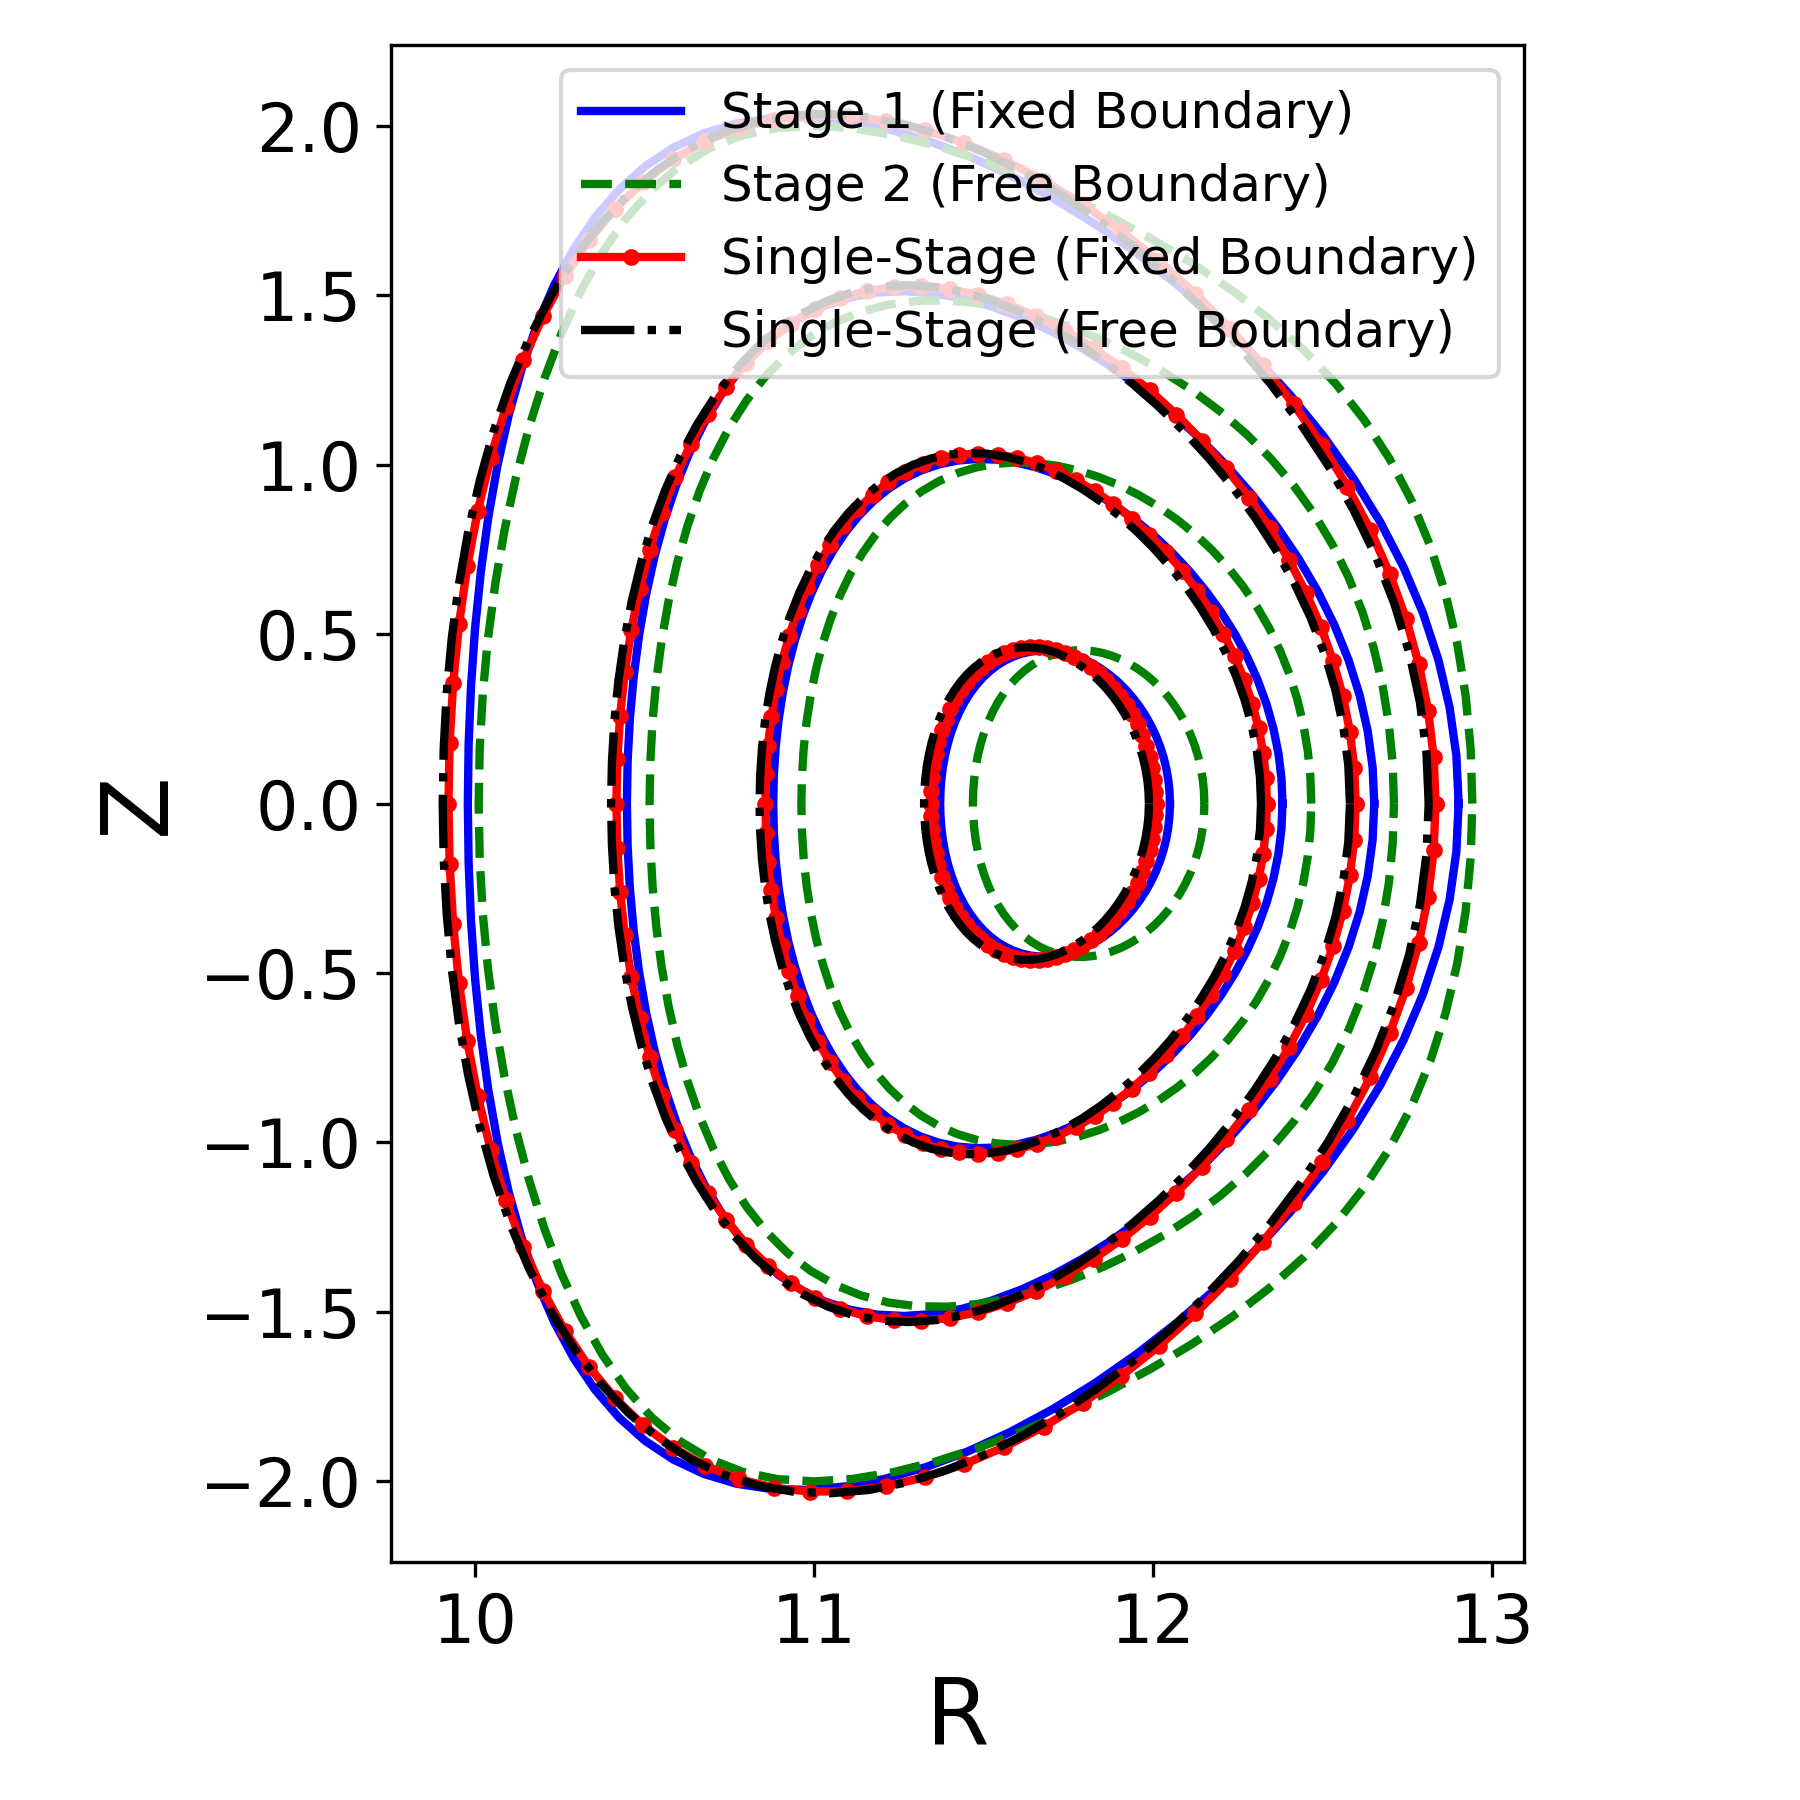 Stage 1 (Fixed Boundary)
Stage 2 (Free Boundary)
Single-Stage (Fixed Boundary)
Single-Stage (Free Boundary)
2.0
1.5
1.0
0.5
0.0
−0.5
−1.0
−1.5
−2.0
Z
10 11 12 13
R